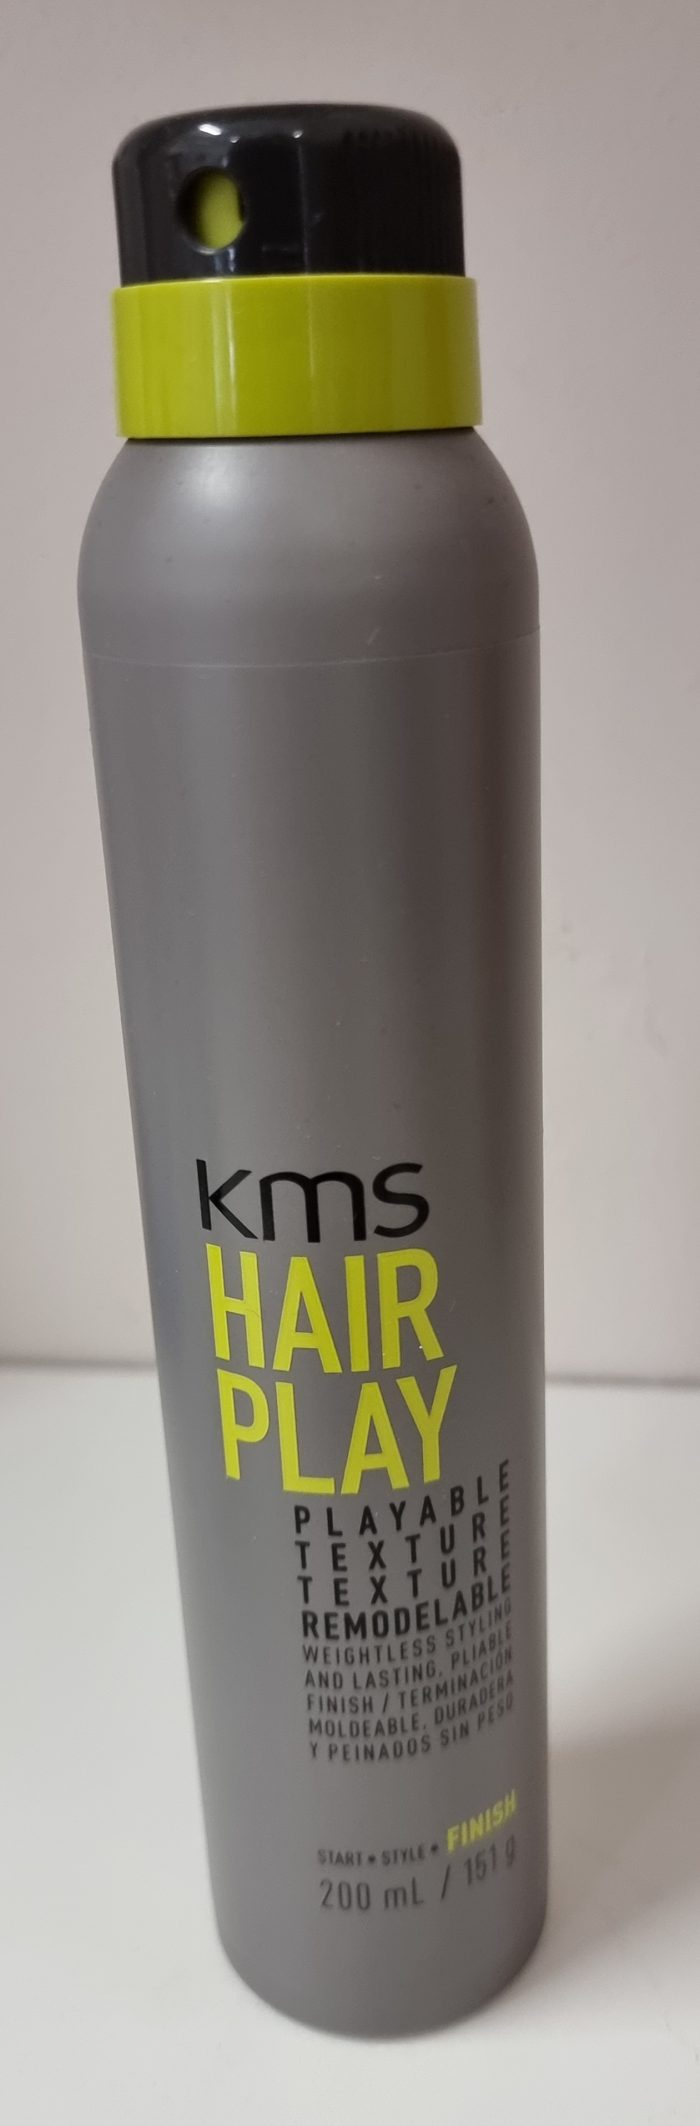 kms
HAIR
PLAY
PLAYABLE
TEXTURE
TEXTURE
REMODELABLE
WEIGHTLESS STYLING
AND LASTING, PLIABLE
FINISH / TERMINACIÓN
MOLDEABLE, DURADERA
Y PEINADOS SIN PESO
START • STYLE • FINISH
200 mL / 151 g